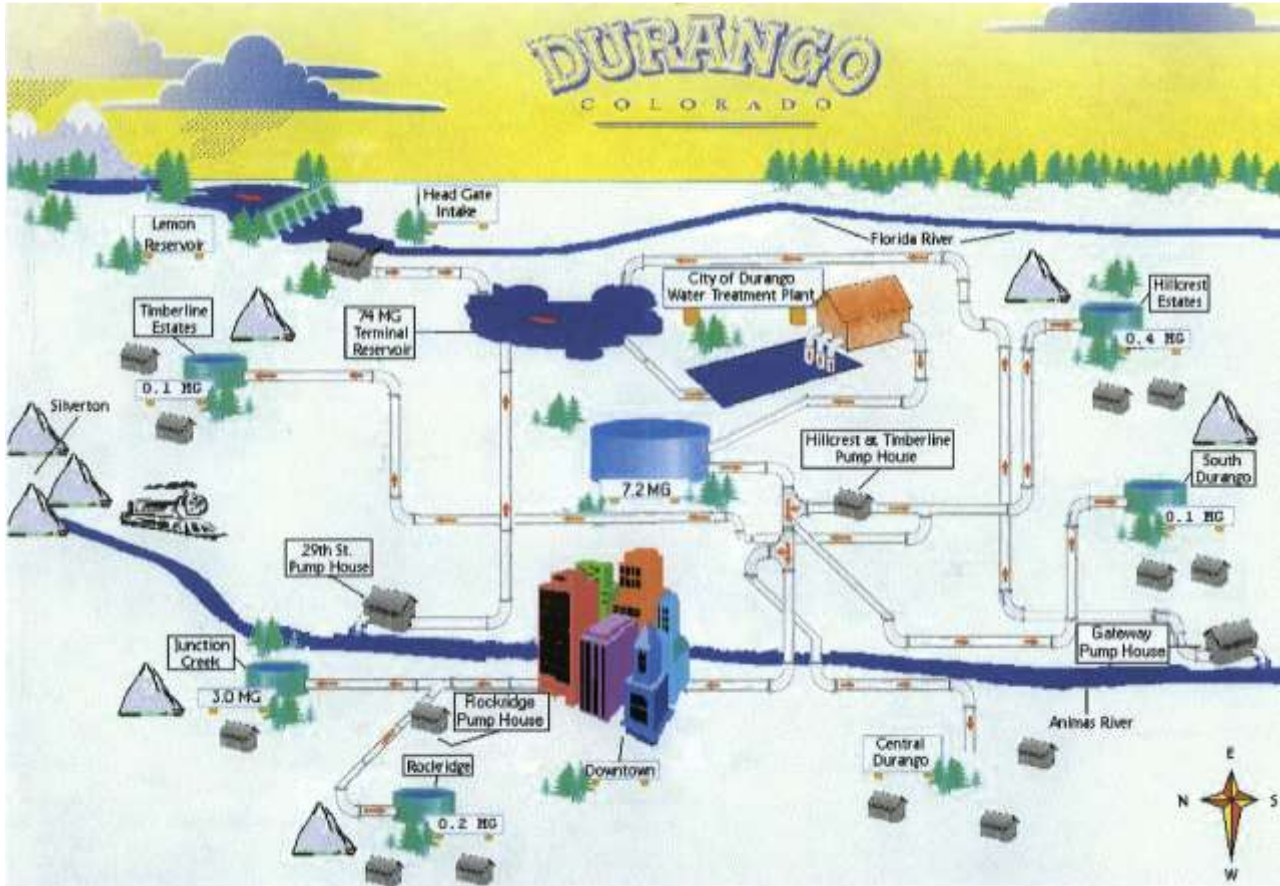 DURANGO
COLORADO
Head Gate
Intake
Lemon
Reservoir
Florida River
City of Durango
Water Treatment Plant
Hillcrest
Estates
Timberline
Estates
74 MG
Terminal
Reservoir
0.4 MG
0.1 MG
Silverton
Hillcrest at Timberline
Pump House
South
Durango
7.2 MG
0.1 MG
29th St.
Pump House
Junction
Creek
Gateway
Pump House
3.0 MG
Rockridge
Pump House
Animas River
Central
Durango
Rockridge
Downtown
0.2 MG
E
N
S
W